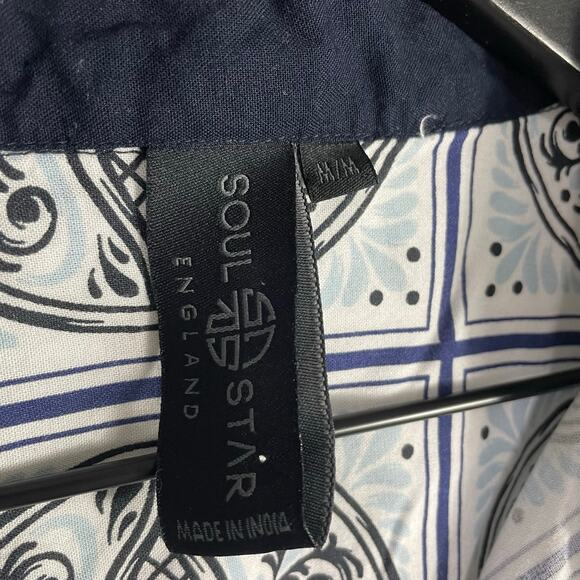 SOUL STAR
ENGLAND
MADE IN INDIA
M/M